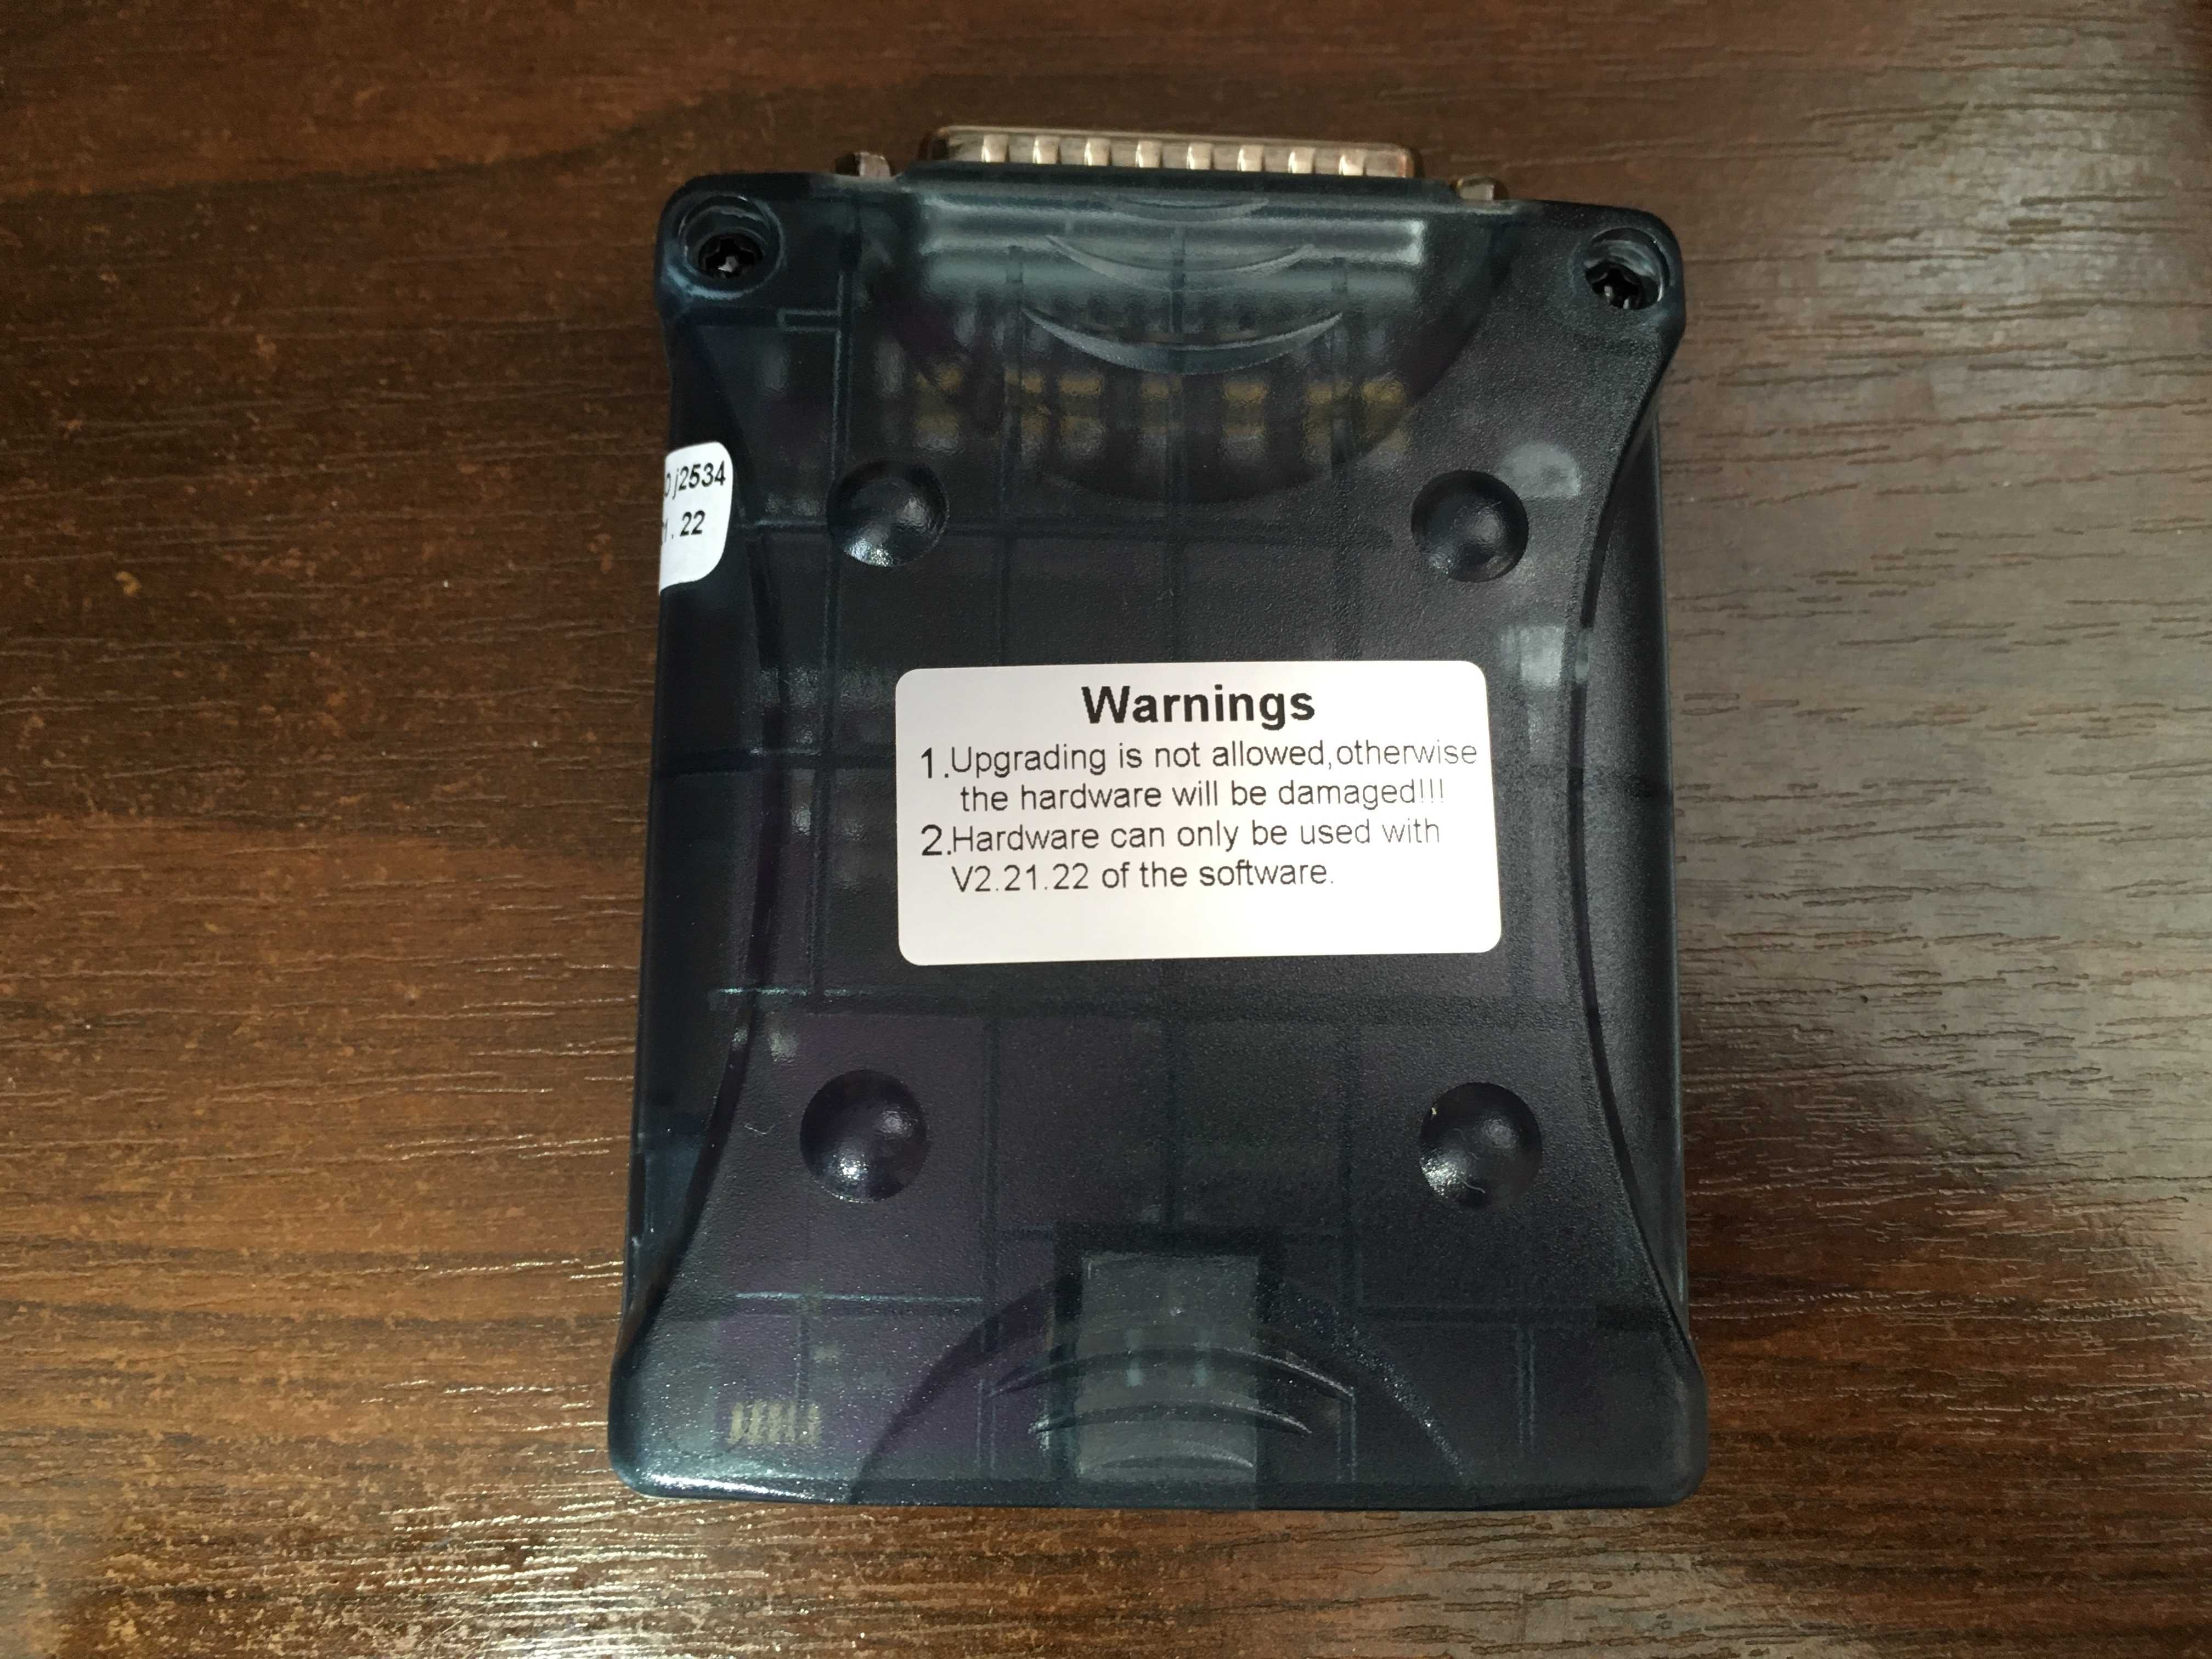 j2534
. 22
Warnings
1.Upgrading is not allowed,otherwise
the hardware will be damaged!!!
2.Hardware can only be used with
V2.21.22 of the software.